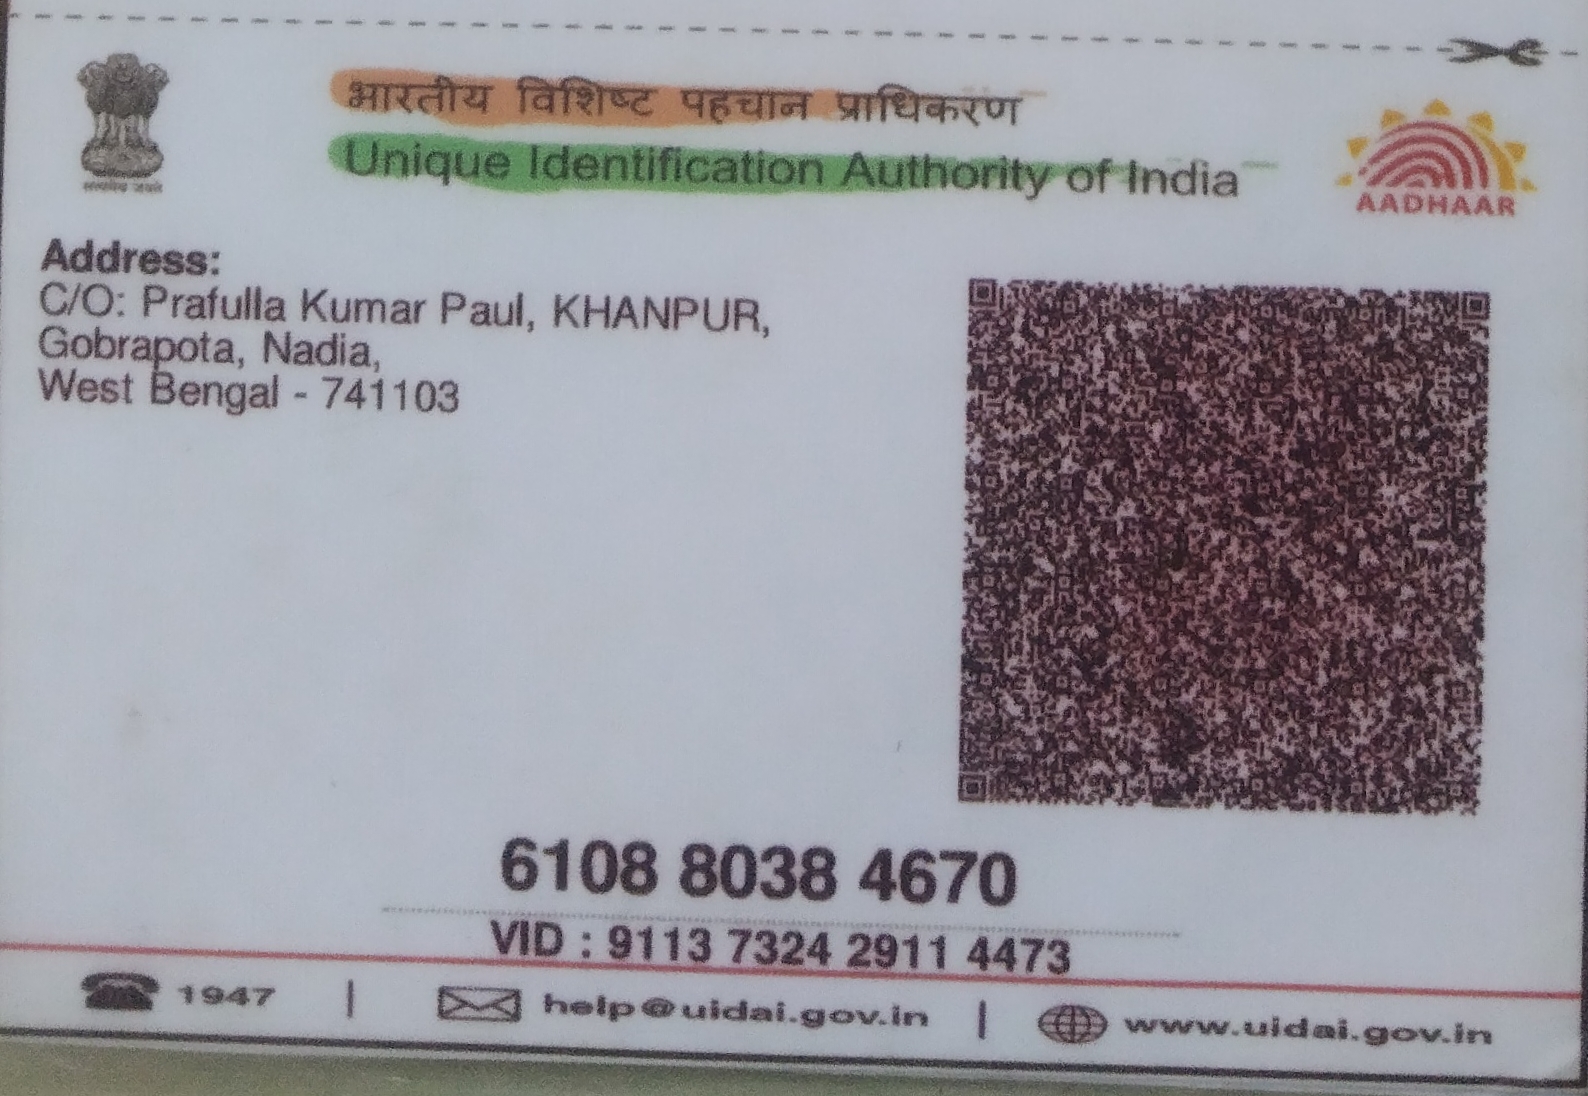 भारतीय विशिष्ट पहचान प्राधिकरण
Unique Identification Authority of India
AADHAAR
Address:
C/O: Prafulla Kumar Paul, KHANPUR,
Gobrapota, Nadia,
West Bengal - 741103
6108 8038 4670
VID : 9113 7324 2911 4473
1947 | help@uidai.gov.in | www.uidai.gov.in